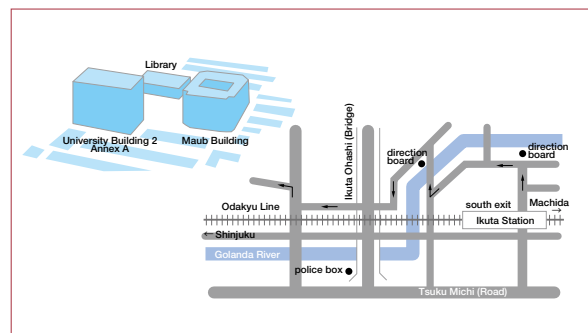 Library
University Building 2
Annex A
Maub Building
Ikuta Ohashi (Bridge)
direction
board
direction
board
Odakyu Line
south exit
Machida
→
Ikuta Station
←
Shinjuku
Golanda River
police box
Tsuku Michi (Road)